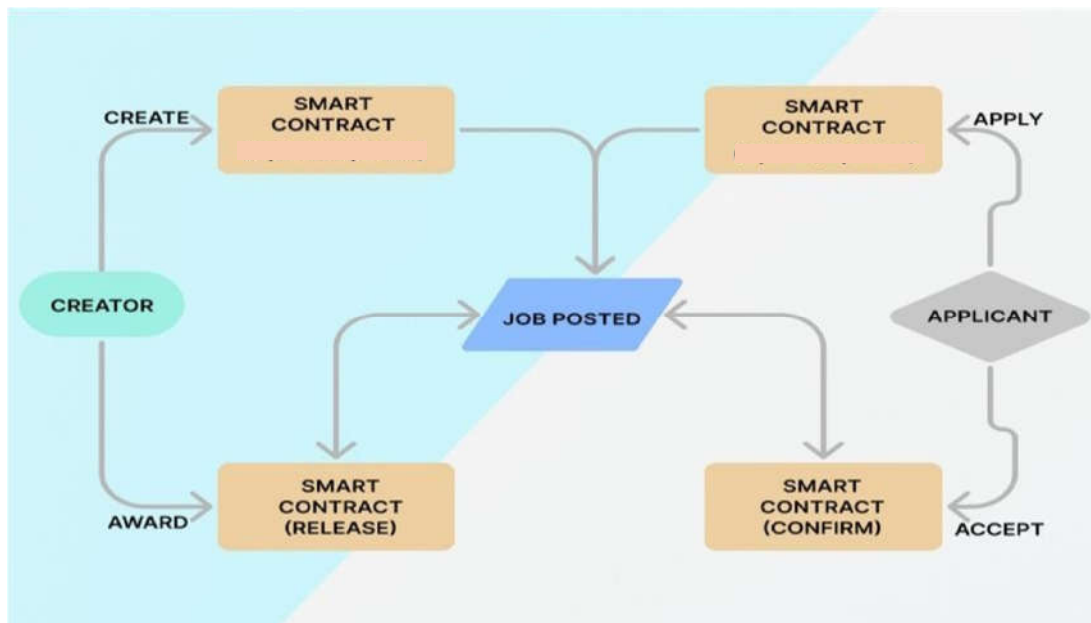 CREATE
SMART
CONTRACT
SMART
CONTRACT
APPLY
CREATOR
JOB POSTED
APPLICANT
AWARD
SMART
CONTRACT
(RELEASE)
SMART
CONTRACT
(CONFIRM)
ACCEPT